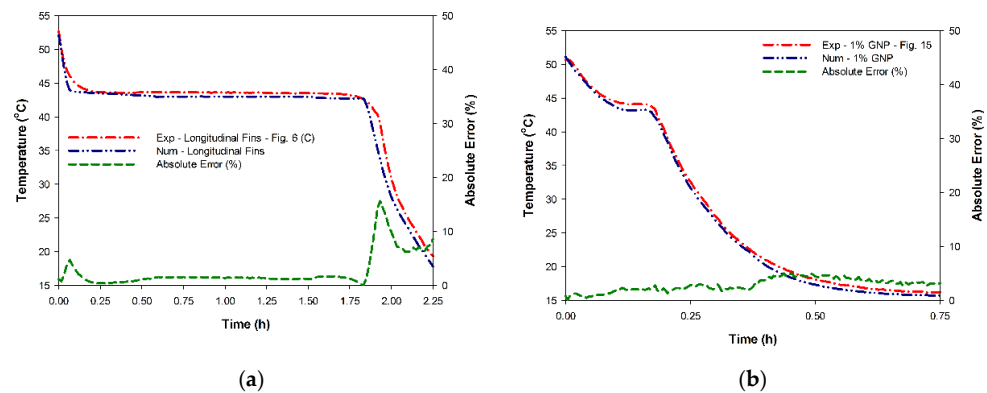 55
50
45
40
35
30
25
20
15
Temperature (°C)
50
40
30
20
10
0
Absolute Error (%)
Exp - Longitudinal Fins - Fig. 6 (C)
Num - Longitudinal Fins
Absolute Error (%)
0.00 0.25 0.50 0.75 1.00 1.25 1.50 1.75 2.00 2.25
Time (h)
(a)
55
50
45
40
35
30
25
20
15
Temperature (°C)
50
40
30
20
10
0
Absolute Error (%)
Exp - 1% GNP - Fig. 15
Num - 1% GNP
Absolute Error (%)
0.00 0.25 0.50 0.75
Time (h)
(b)